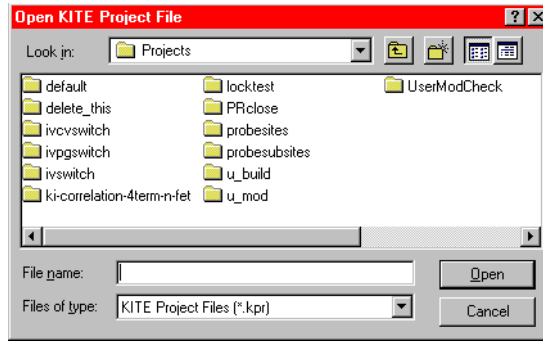 Open KITE Project File
Look in: Projects
default
delete_this
ivcvswitch
ivpgswitch
ivswitch
ki-correlation-4term-n-fet
locktest
PRclose
probesites
probesubsites
u_build
u_mod
UserModCheck
File name:
Open
Files of type: KITE Project Files (*.kpr)
Cancel